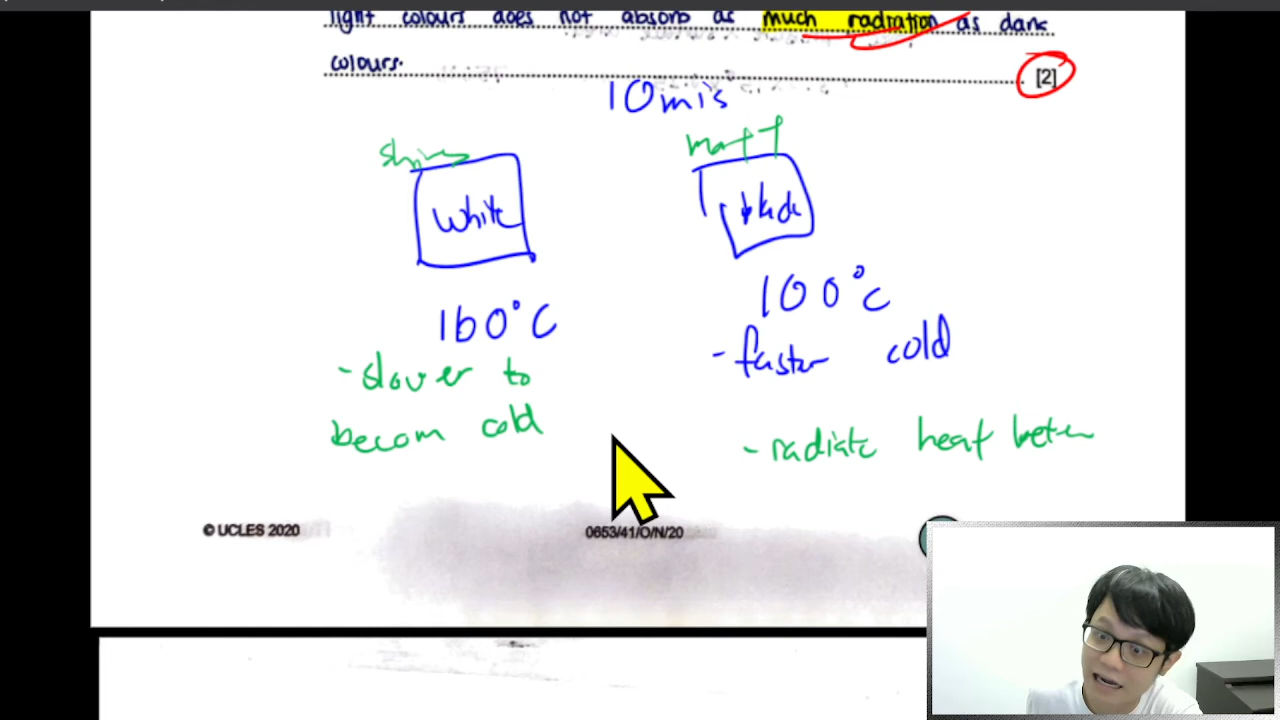 light colours does not absorb as much radiation as dark
colours. [2]
10 mis
shiny matt
white black
160°C 100°C
- slower to - faster cold
becom cold - radiate heat better
© UCLES 2020 0653/41/O/N/20